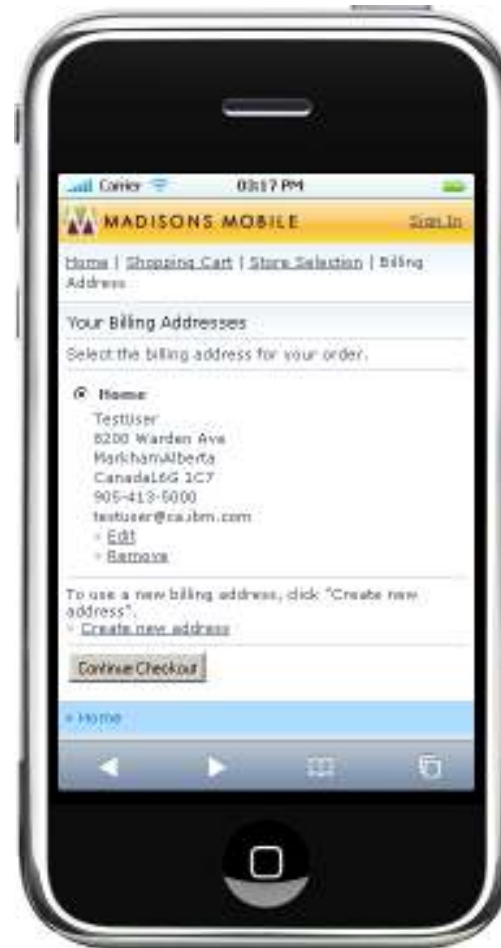 Carrier 03:17 PM
MADISONS MOBILE Sign In
Home | Shopping Cart | Store Selection | Billing
Address
Your Billing Addresses
Select the billing address for your order.
Home
TestUser
8200 Warden Ave
MarkhamAlberta
CanadaL6G 1C7
905-413-5000
testuser@ca.ibm.com
» Edit
» Remove
To use a new billing address, click "Create new
address".
» Create new address
Continue Checkout
» Home